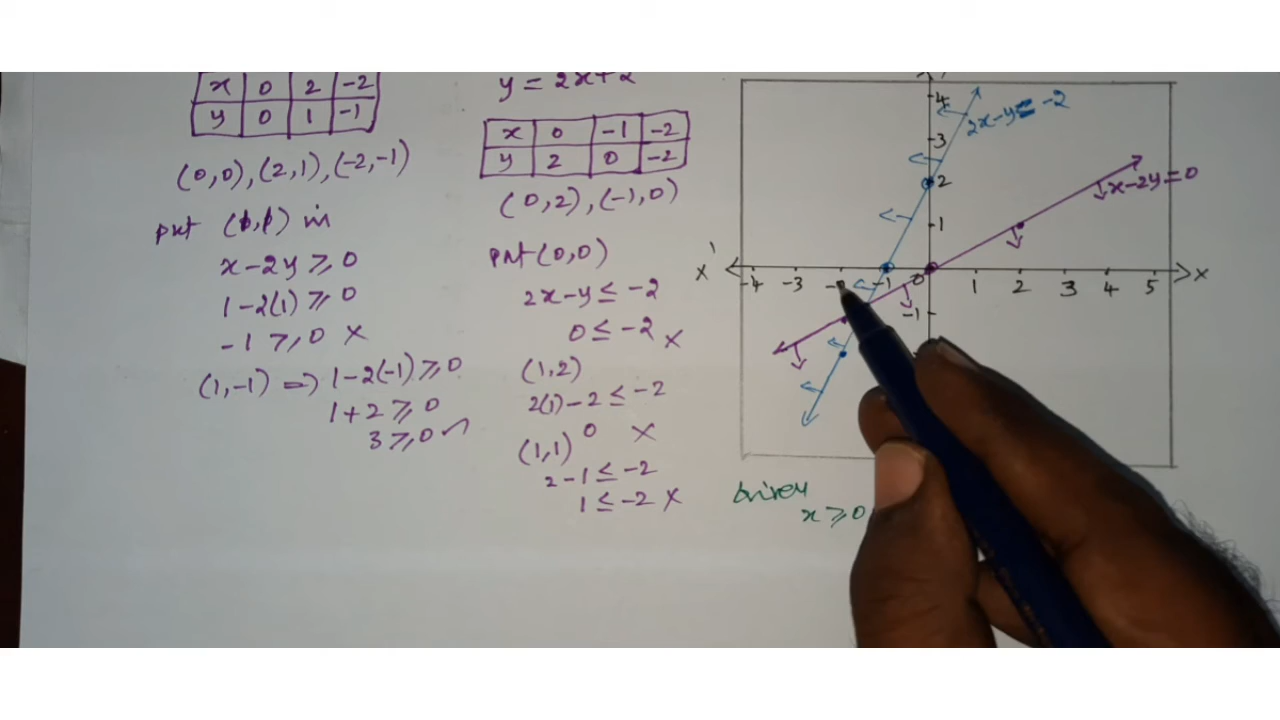 x 0 2 -2
y 0 1 -1
(0,0), (2,1), (-2,-1)
put (1,1) in
x-2y ≥ 0
1-2(1) ≥ 0
-1 ≥ 0 ×
(1,-1) ⇒ 1-2(-1) ≥ 0
1+2 ≥ 0
3 ≥ 0 ✓
y = 2x+2
x 0 -1 -2
y 2 0 -2
(0,2), (-1,0)
put (0,0)
2x-y ≤ -2
0 ≤ -2 ×
(1,2)
2(1)-2 ≤ -2
0 ×
(1,1)
2-1 ≤ -2
1 ≤ -2 ×
4
2x-y = -2
3
2
x-2y=0
1
X' X
-4 -3 -1 0 1 2 3 4 5
-1
Given
x ≥ 0